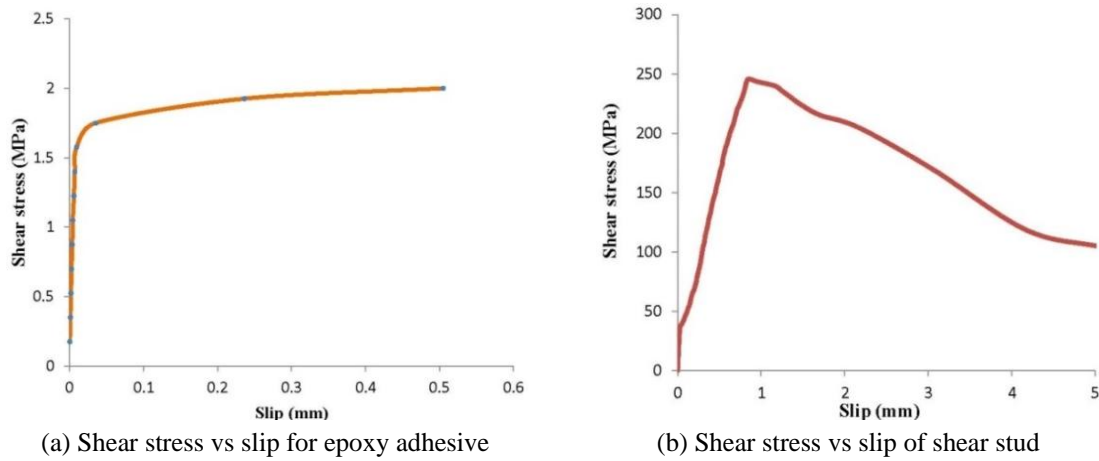 2.5
2
1.5
1
0.5
0
Shear stress (MPa)
0 0.1 0.2 0.3 0.4 0.5 0.6
Slip (mm)
(a) Shear stress vs slip for epoxy adhesive
300
250
200
150
100
50
0
Shear stress (MPa)
0 1 2 3 4 5
Slip (mm)
(b) Shear stress vs slip of shear stud